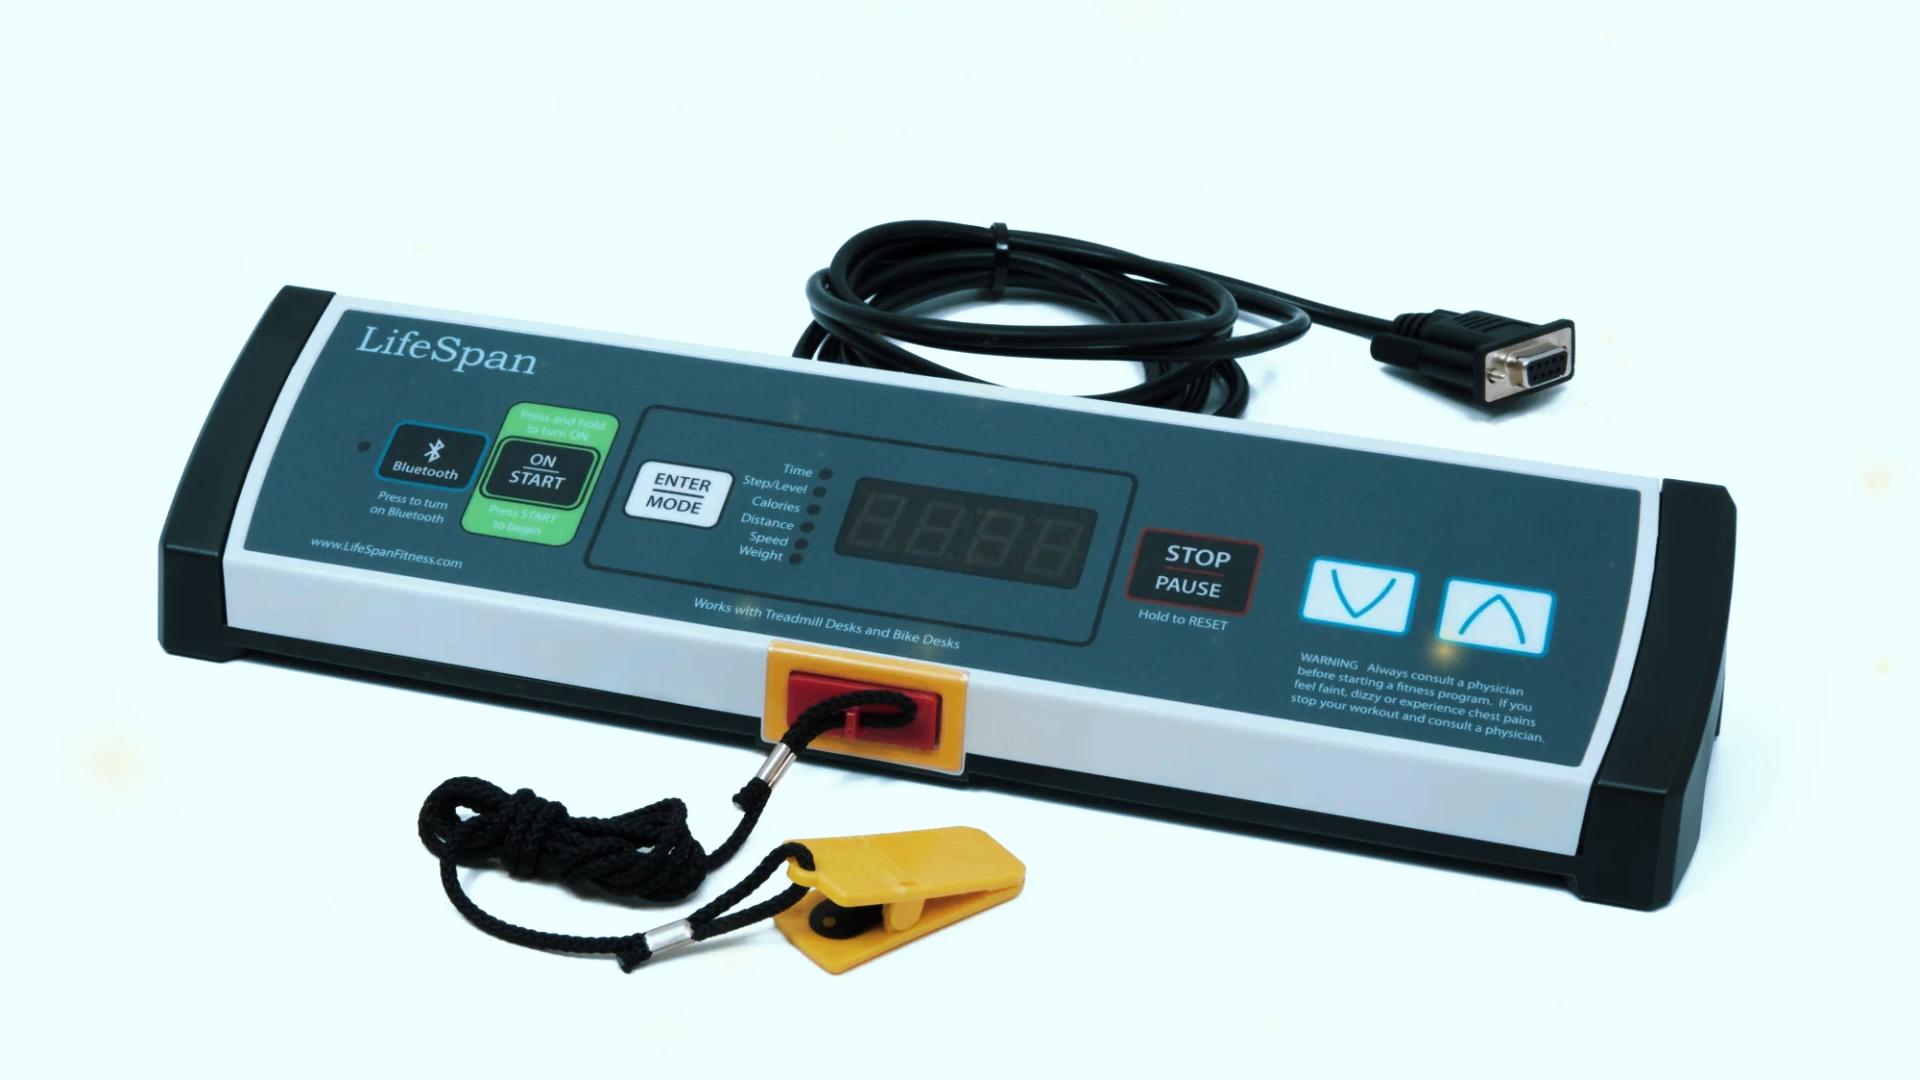 LifeSpan
Press and hold
to turn ON
Bluetooth
ON
START
Press to turn
on Bluetooth
Press START
to begin
www.LifeSpanFitness.com
ENTER
MODE
Time
Step/Level
Calories
Distance
Speed
Weight
Works with Treadmill Desks and Bike Desks
STOP
PAUSE
Hold to RESET
WARNING Always consult a physician
before starting a fitness program. If you
feel faint, dizzy or experience chest pains
stop your workout and consult a physician.